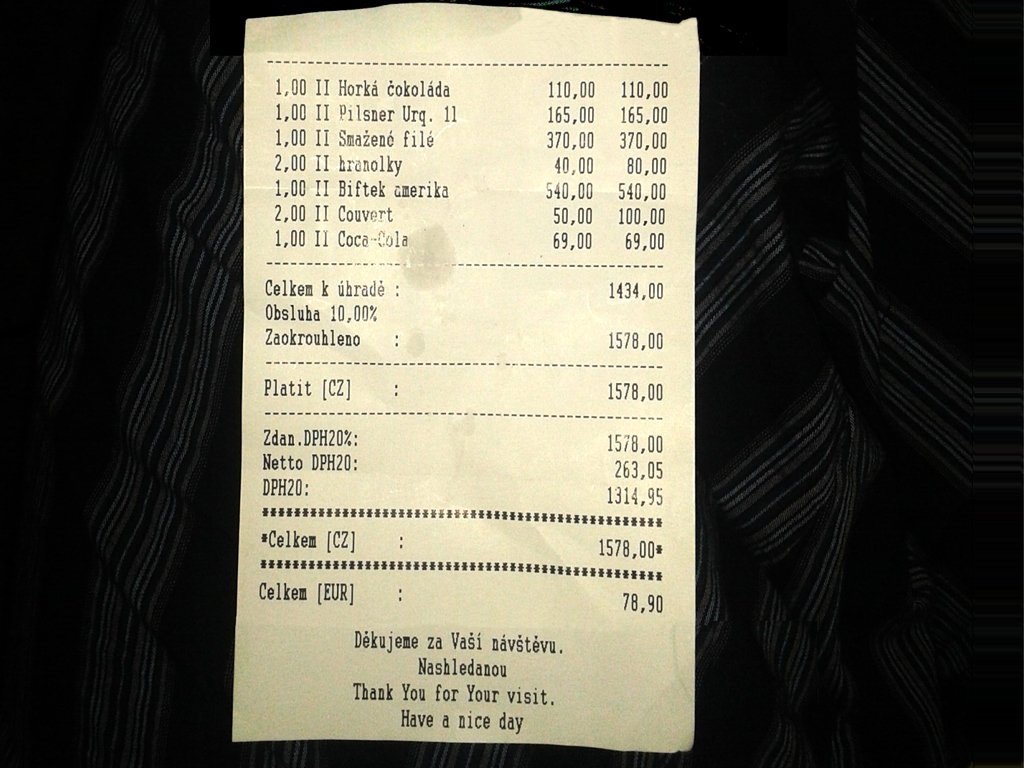 1,00 II Horká čokoláda 110,00 110,00
1,00 II Pilsner Urq. 1l 165,00 165,00
1,00 II Smažené filé 370,00 370,00
2,00 II hranolky 40,00 80,00
1,00 II Biftek amerika 540,00 540,00
2,00 II Couvert 50,00 100,00
1,00 II Coca-Cola 69,00 69,00
Celkem k úhradě : 1434,00
Obsluha 10,00%
Zaokrouhleno : 1578,00
Platit [CZ] : 1578,00
Zdan.DPH20%: 1578,00
Netto DPH20: 263,05
DPH20: 1314,95
*Celkem [CZ] : 1578,00*
Celkem [EUR] : 78,90
Děkujeme za Vaší návštěvu.
Nashledanou
Thank You for Your visit.
Have a nice day